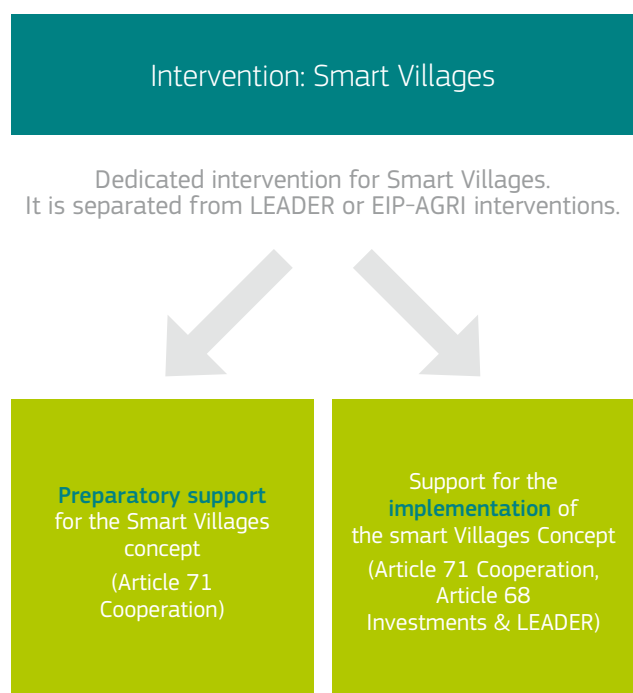 Intervention: Smart Villages
Dedicated intervention for Smart Villages.
It is separated from LEADER or EIP-AGRI interventions.
Preparatory support
for the Smart Villages
concept
(Article 71
Cooperation)
Support for the
implementation of
the smart Villages Concept
(Article 71 Cooperation,
Article 68
Investments & LEADER)